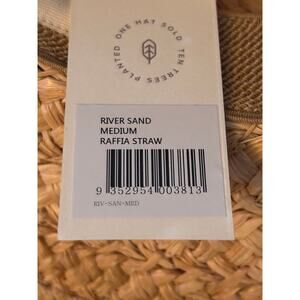 ONE HAT SOLD TEN TREES PLANTED
RIVER SAND
MEDIUM
RAFFIA STRAW
9 352954 003813
RIV-SAN-MED